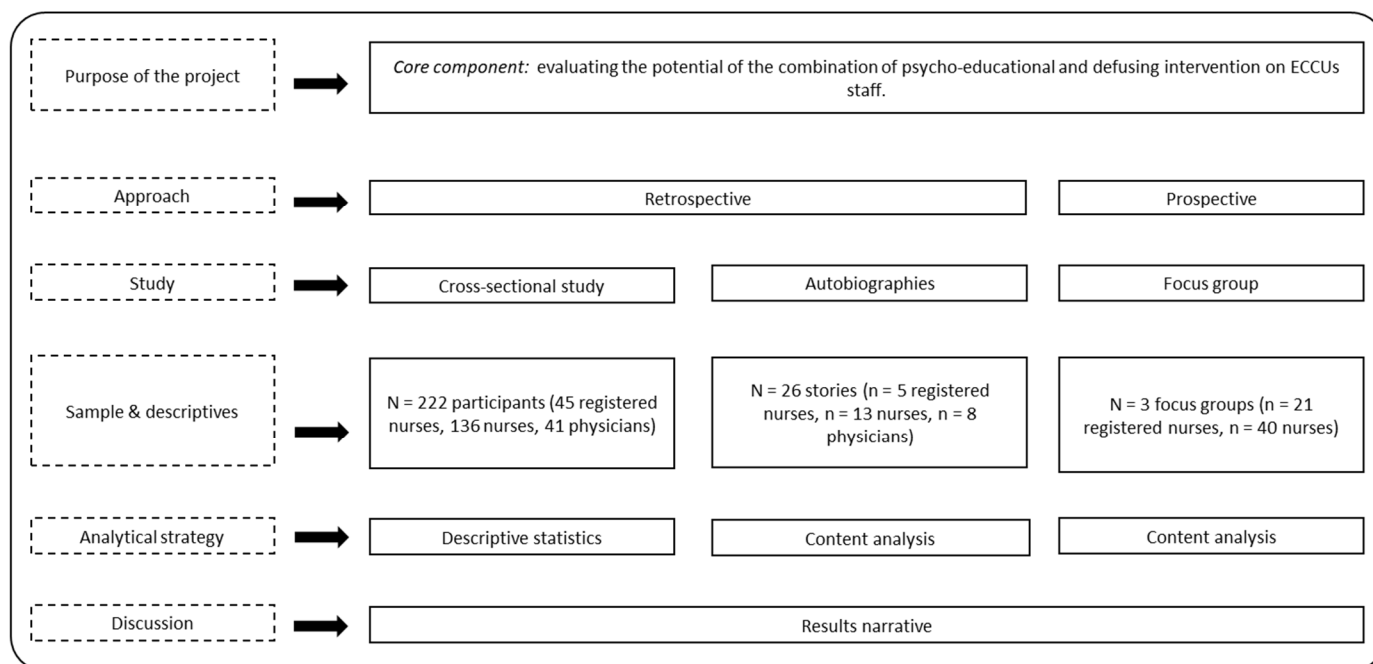 Purpose of the project
Core component: evaluating the potential of the combination of psycho-educational and defusing intervention on ECCUs
staff.
Approach
Retrospective
Prospective
Study
Cross-sectional study
Autobiographies
Focus group
Sample & descriptives
N = 222 participants (45 registered
nurses, 136 nurses, 41 physicians)
N = 26 stories (n = 5 registered
nurses, n = 13 nurses, n = 8
physicians)
N = 3 focus groups (n = 21
registered nurses, n = 40 nurses)
Analytical strategy
Descriptive statistics
Content analysis
Content analysis
Discussion
Results narrative